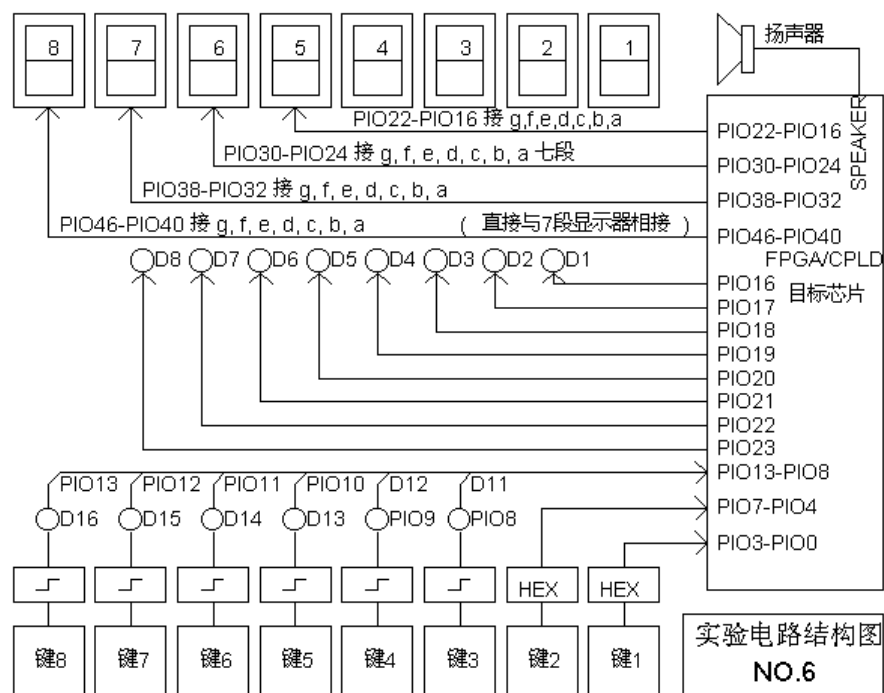 8 7 6 5 4 3 2 1
扬声器
SPEAKER
PIO22-PIO16 接 g,f,e,d,c,b,a
PIO22-PIO16
PIO30-PIO24 接 g, f, e, d, c, b, a 七段
PIO30-PIO24
PIO38-PIO32 接 g, f, e, d, c, b, a
PIO38-PIO32
PIO46-PIO40 接 g, f, e, d, c, b, a ( 直接与7段显示器相接 )
PIO46-PIO40
FPGA/CPLD
目标芯片
D8 D7 D6 D5 D4 D3 D2 D1
PIO16
PIO17
PIO18
PIO19
PIO20
PIO21
PIO22
PIO23
PIO13-PIO8
PIO13 PIO12 PIO11 PIO10 D12 D11
PIO7-PIO4
D16 D15 D14 D13 PIO9 PIO8
PIO3-PIO0
HEX HEX
键8 键7 键6 键5 键4 键3 键2 键1
实验电路结构图
NO.6